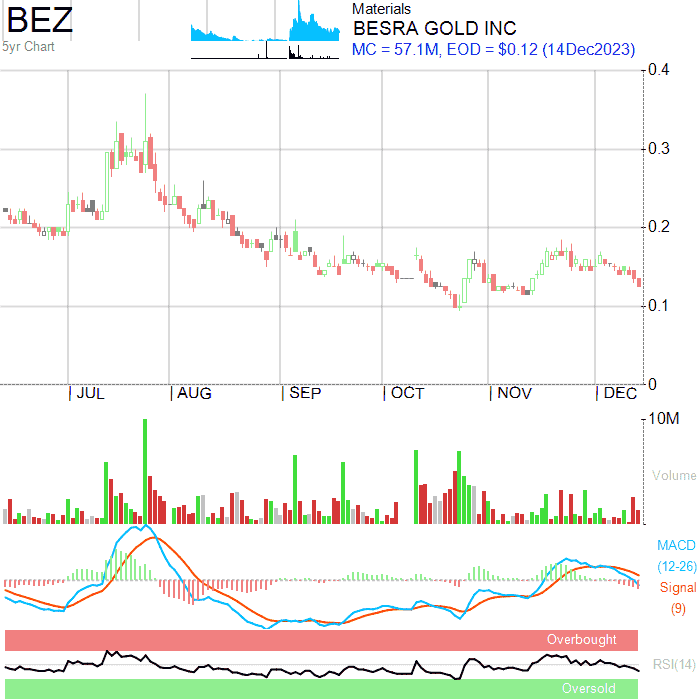 BEZ
5yr Chart
Materials
BESRA GOLD INC
MC = 57.1M, EOD = $0.12 (14Dec2023)
0.4
0.3
0.2
0.1
0
JUL AUG SEP OCT NOV DEC
10M
Volume
MACD
(12-26)
Signal
(9)
Overbought
RSI(14)
Oversold